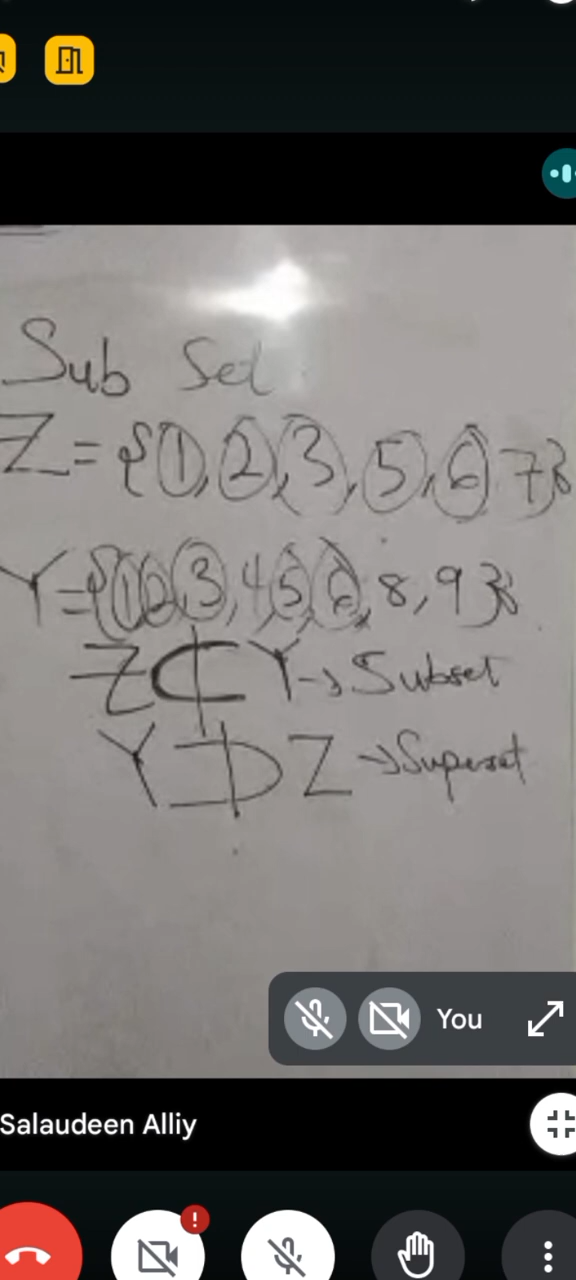 Sub Set
Z={1,2,3,5,6,7}
Y={1,2,3,4,5,6,8,9}
Z⊄Y→Subset
Y⊅Z→Superset
You
Salaudeen Alliy
!